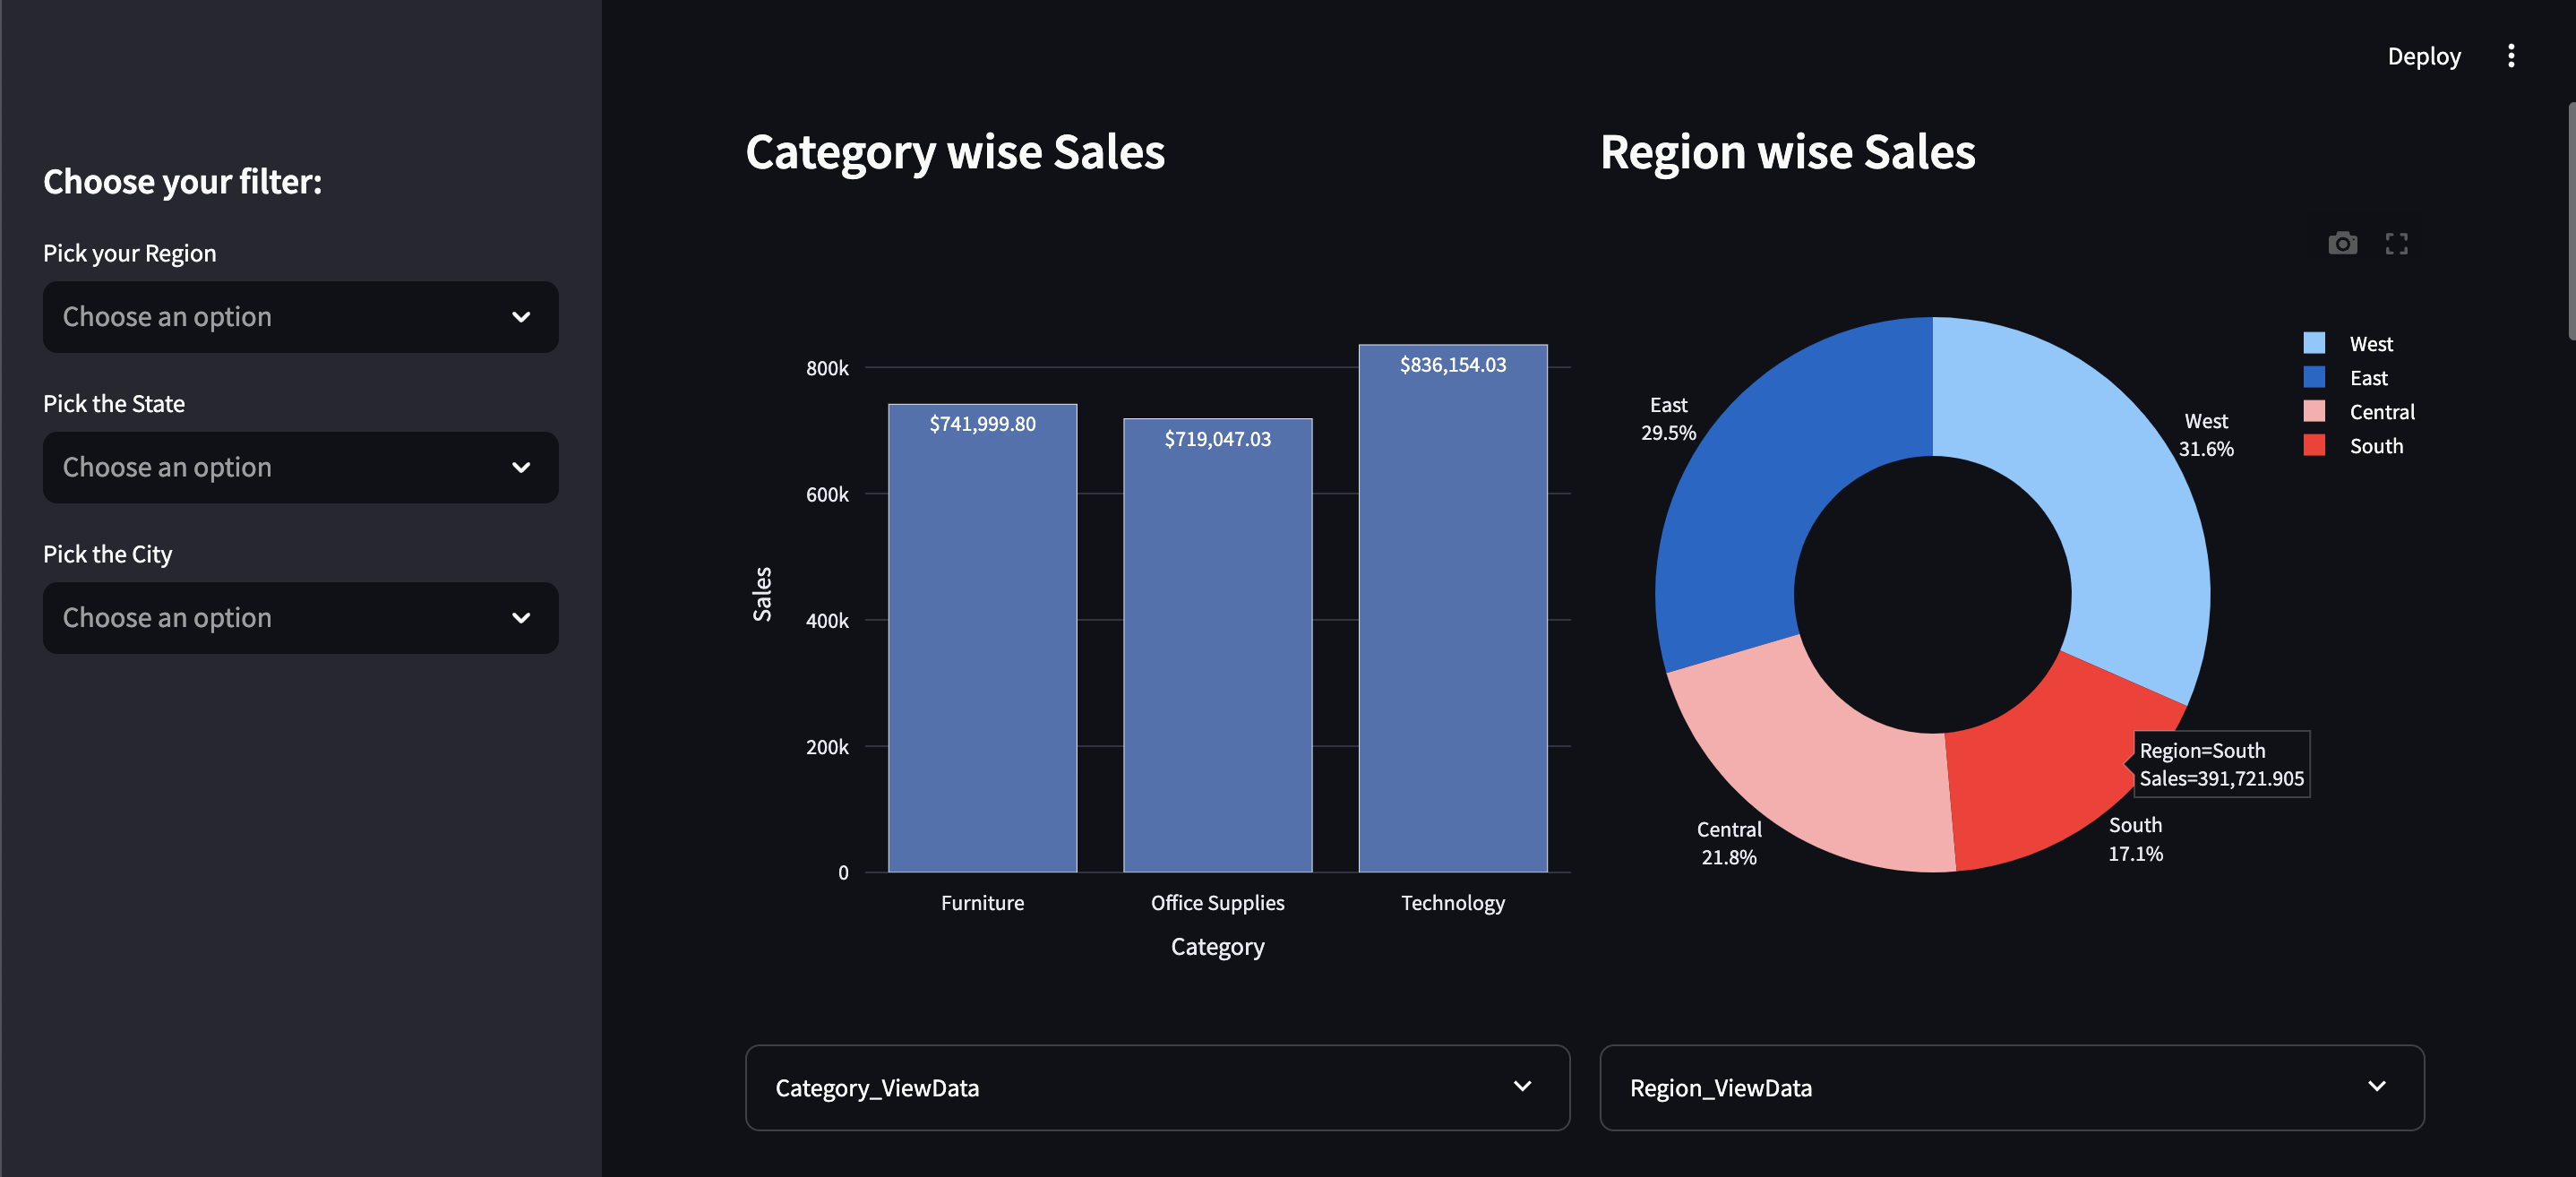 Deploy
Choose your filter:
Pick your Region
Choose an option
Pick the State
Choose an option
Pick the City
Choose an option
Category wise Sales
800k
600k
400k
200k
0
Sales
$741,999.80
$719,047.03
$836,154.03
Furniture
Office Supplies
Technology
Category
Region wise Sales
West
East
Central
South
East
29.5%
West
31.6%
Region=South
Sales=391,721.905
Central
21.8%
South
17.1%
Category_ViewData
Region_ViewData